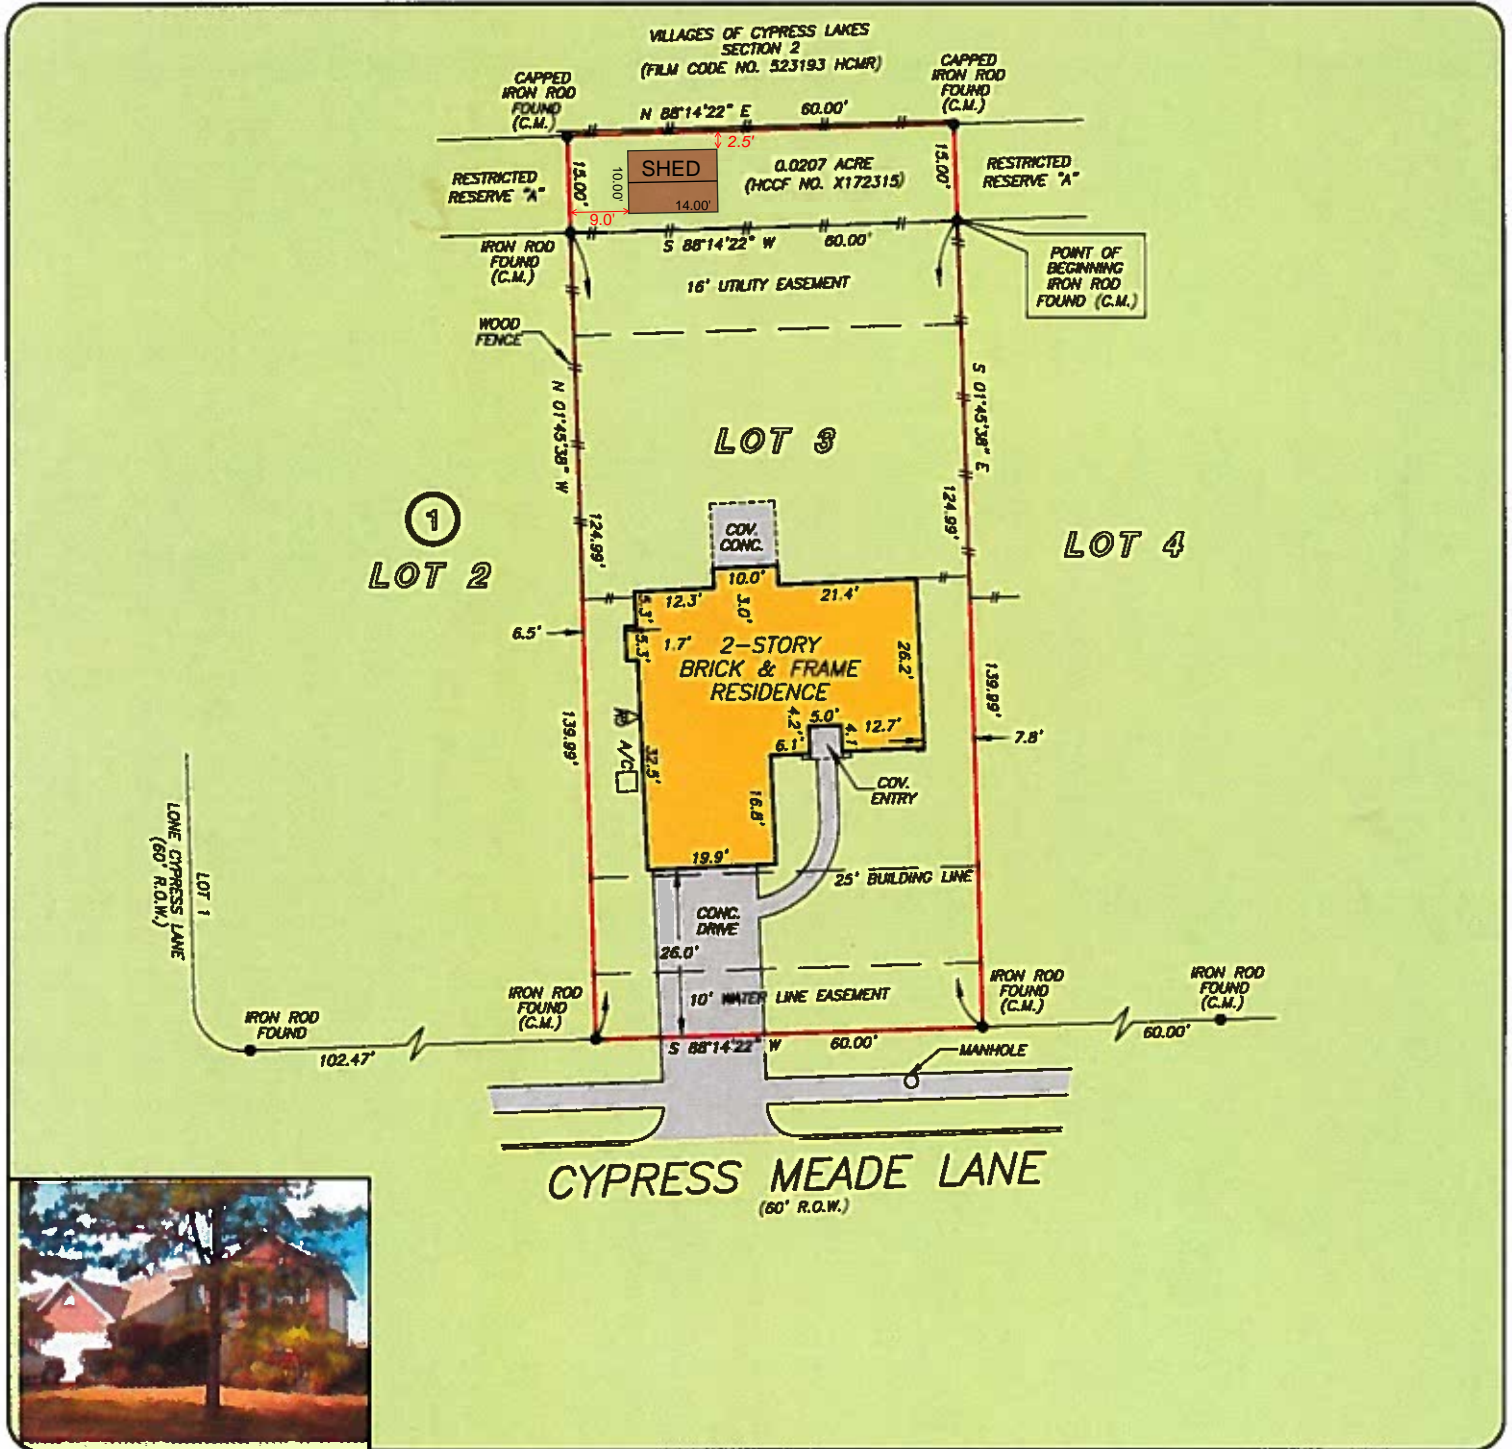 VILLAGES OF CYPRESS LAKES
SECTION 2
(FILM CODE NO. 523193 HCMR)
CAPPED
IRON ROD
FOUND
(C.M.)
CAPPED
IRON ROD
FOUND
(C.M.)
N 88°14'22" E
60.00'
2.5'
RESTRICTED
RESERVE "A"
15.00'
10.00'
SHED
14.00'
9.0'
0.0207 ACRE
(HCCF NO. X172315)
15.00'
RESTRICTED
RESERVE "A"
IRON ROD
FOUND
(C.M.)
S 88°14'22" W
60.00'
POINT OF
BEGINNING
IRON ROD
FOUND (C.M.)
16' UTILITY EASEMENT
WOOD
FENCE
N 01°45'38" W
S 01°45'38" E
LOT 3
1
LOT 2
124.99'
124.99'
LOT 4
COV.
CONC.
10.0'
12.3'
3.0'
21.4'
5.3'
5.3'
1.7'
6.5'
2-STORY
BRICK & FRAME
RESIDENCE
26.2'
139.99'
139.99'
7.8'
4.2'
5.0'
4.1'
12.7'
6.1'
A/C
32.5'
16.8'
COV.
ENTRY
19.9'
25' BUILDING LINE
LOT 1
LONE CYPRESS LANE
(60' R.O.W.)
CONC.
DRIVE
26.0'
10' WATER LINE EASEMENT
IRON ROD
FOUND
(C.M.)
IRON ROD
FOUND
(C.M.)
IRON ROD
FOUND
(C.M.)
IRON ROD
FOUND
102.47'
S 88°14'22" W
60.00'
60.00'
MANHOLE
CYPRESS MEADE LANE
(60' R.O.W.)